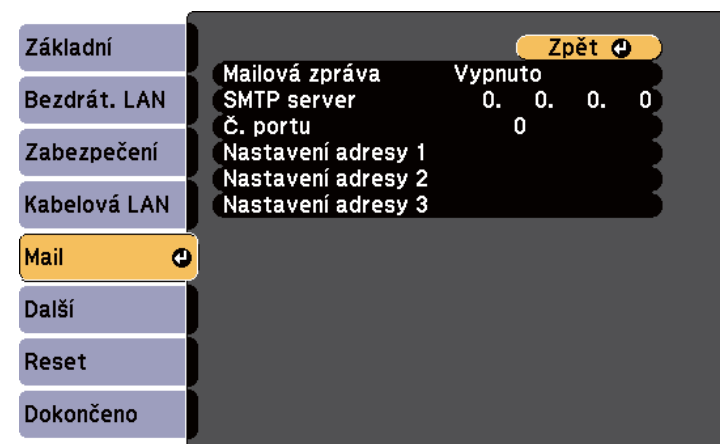 Základní
Bezdrát. LAN
Zabezpečení
Kabelová LAN
Mail
Další
Reset
Dokončeno
Zpět
Mailová zpráva Vypnuto
SMTP server 0. 0. 0. 0
Č. portu 0
Nastavení adresy 1
Nastavení adresy 2
Nastavení adresy 3